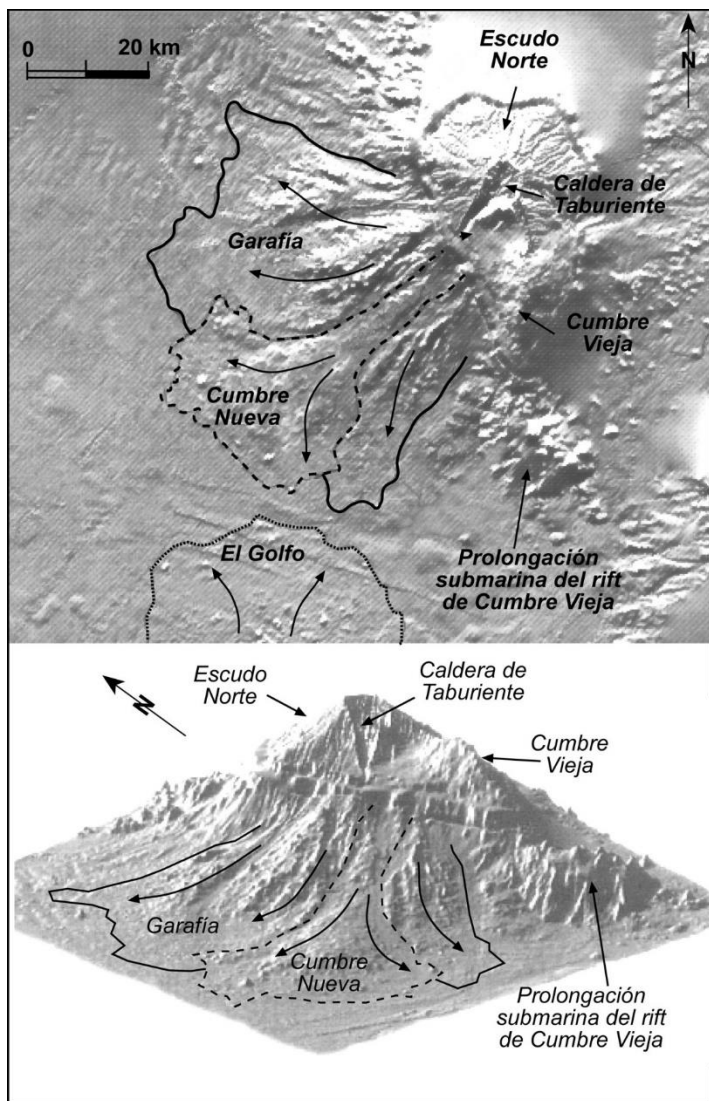 0 20 km
Escudo
Norte
N
Caldera de
Taburiente
Garafía
Cumbre
Vieja
Cumbre
Nueva
El Golfo
Prolongación
submarina del rift
de Cumbre Vieja
N
Escudo
Norte
Caldera de
Taburiente
Cumbre
Vieja
Garafía
Cumbre
Nueva
Prolongación
submarina del rift
de Cumbre Vieja